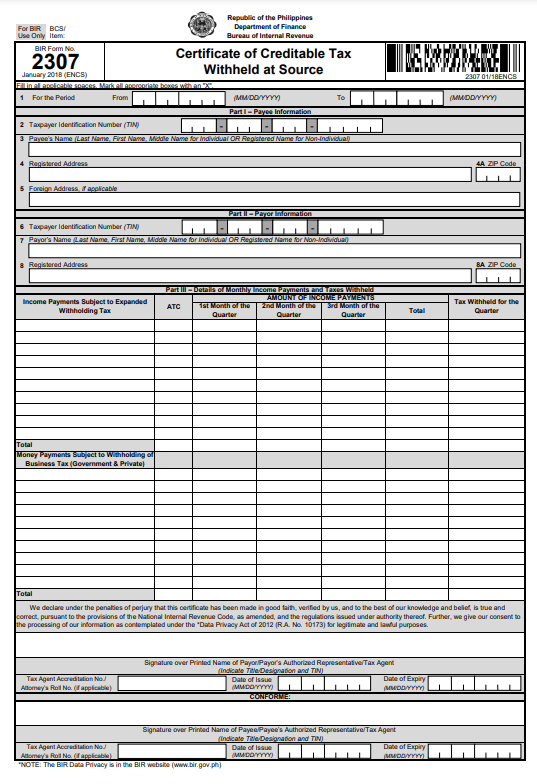 Republic of the Philippines
Department of Finance
Bureau of Internal Revenue
For BIR Use Only
BCS/ Item:
BIR Form No.
2307
January 2018 (ENCS)
Certificate of Creditable Tax
Withheld at Source
2307 01/18ENCS
Fill in all applicable spaces. Mark all appropriate boxes with an "X".
1 For the Period From (MM/DD/YYYY) To (MM/DD/YYYY)
Part I – Payee Information
2 Taxpayer Identification Number (TIN) - - -
3 Payee's Name (Last Name, First Name, Middle Name for Individual OR Registered Name for Non-Individual)
4 Registered Address 4A ZIP Code
5 Foreign Address, if applicable
Part II – Payor Information
6 Taxpayer Identification Number (TIN) - - -
7 Payor's Name (Last Name, First Name, Middle Name for Individual OR Registered Name for Non-Individual)
8 Registered Address 8A ZIP Code
Part III – Details of Monthly Income Payments and Taxes Withheld
Income Payments Subject to Expanded
Withholding Tax
ATC
AMOUNT OF INCOME PAYMENTS
1st Month of the
Quarter
2nd Month of the
Quarter
3rd Month of the
Quarter
Total
Tax Withheld for the
Quarter
Total
Money Payments Subject to Withholding of
Business Tax (Government & Private)
Total
We declare under the penalties of perjury that this certificate has been made in good faith, verified by us, and to the best of our knowledge and belief, is true and
correct, pursuant to the provisions of the National Internal Revenue Code, as amended, and the regulations issued under authority thereof. Further, we give our consent to
the processing of our information as contemplated under the *Data Privacy Act of 2012 (R.A. No. 10173) for legitimate and lawful purposes.
Signature over Printed Name of Payor/Payor's Authorized Representative/Tax Agent
(Indicate Title/Designation and TIN)
Tax Agent Accreditation No./
Attorney's Roll No. (if applicable)
Date of Issue
(MM/DD/YYYY)
Date of Expiry
(MM/DD/YYYY)
CONFORME:
Signature over Printed Name of Payee/Payee's Authorized Representative/Tax Agent
(Indicate Title/Designation and TIN)
Tax Agent Accreditation No./
Attorney's Roll No. (if applicable)
Date of Issue
(MM/DD/YYYY)
Date of Expiry
(MM/DD/YYYY)
*NOTE: The BIR Data Privacy is in the BIR website (www.bir.gov.ph)